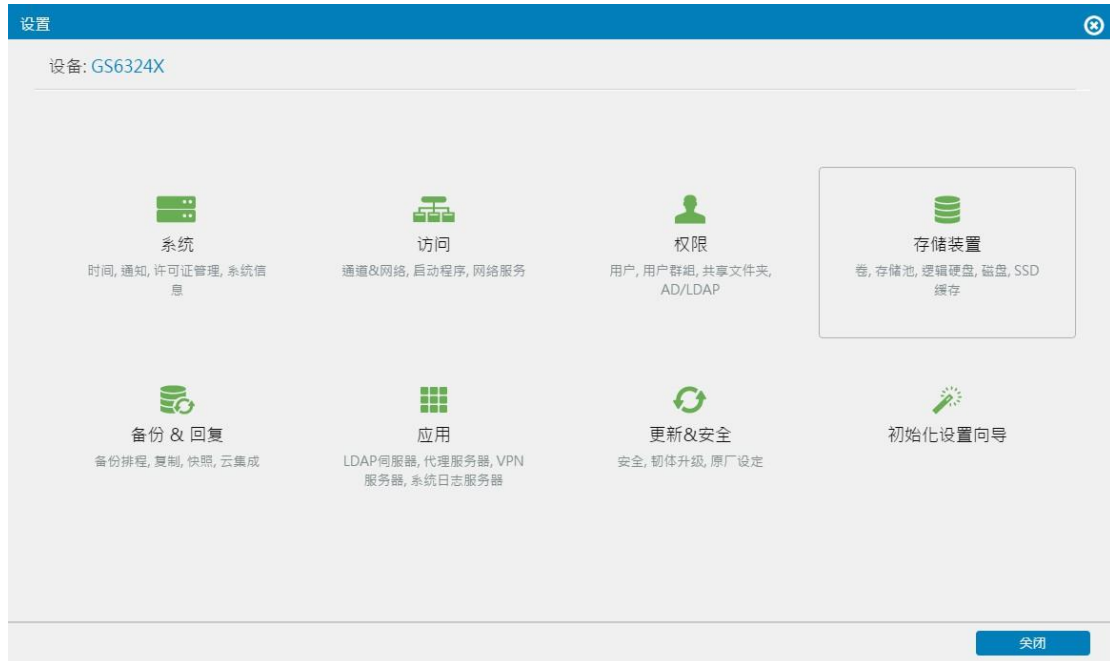 设置
设备: GS6324X
系统
时间, 通知, 许可证管理, 系统信
息
访问
通道&网络, 启动程序, 网络服务
权限
用户, 用户群組, 共享文件夹,
AD/LDAP
存储装置
卷, 存储池, 逻辑硬盘, 磁盘, SSD
缓存
备份 & 回复
备份排程, 复制, 快照, 云集成
应用
LDAP伺服器, 代理服务器, VPN
服务器, 系统日志服务器
更新&安全
安全, 韧体升级, 原厂设定
初始化设置向导
关闭